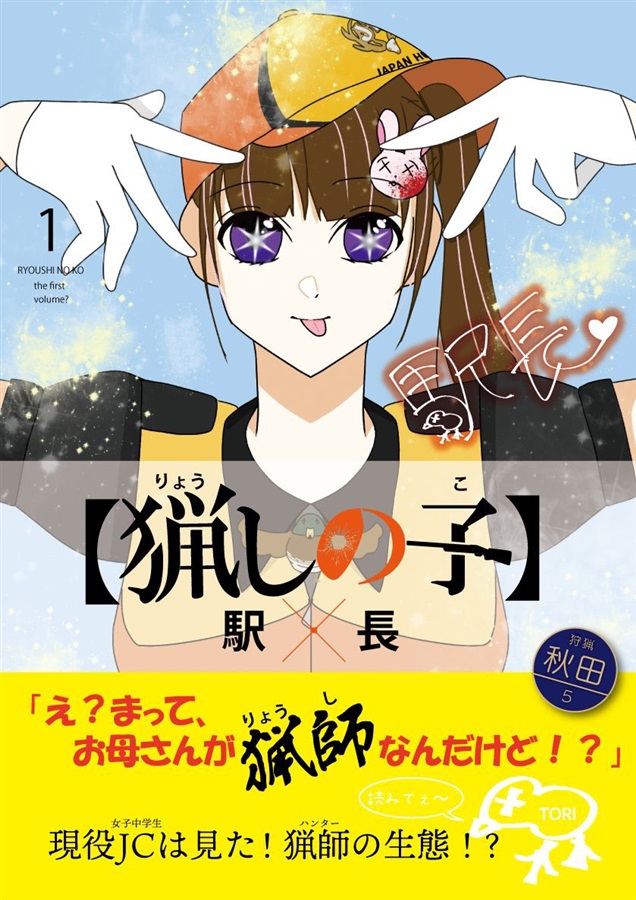 JAPAN H
1
RYOUSHI NO KO
the first
volume?
駅長
りょう こ
【猟しの子】
駅×長
狩猟
秋田
5
「え？まって、
りょうし
お母さんが猟師なんだけど！？」
読みてぇ〜
TORI
女子中学生 ハンター
現役JCは見た！猟師の生態！？